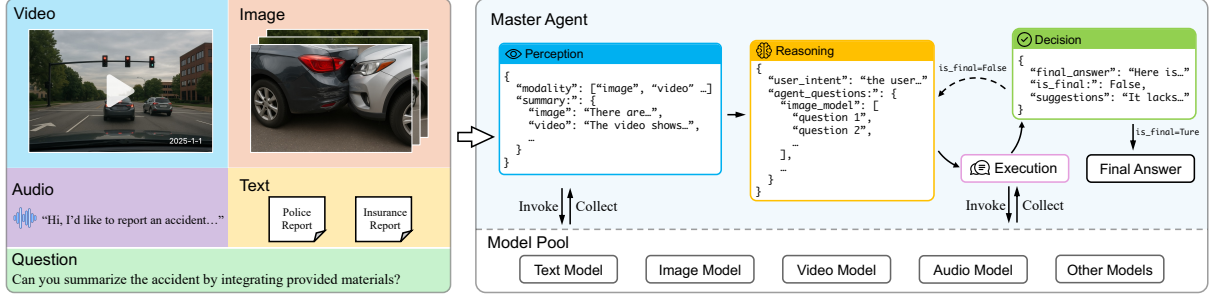 Video
2025-1-1
Image
Audio
“Hi, I’d like to report an accident…”
Text
Police
Report
Insurance
Report
Question
Can you summarize the accident by integrating provided materials?
Master Agent
Perception
{
“modality”: [“image”, “video” …]
“summary:”: {
“image”: “There are…”,
“video”: “The video shows…”,
…
}
}
Reasoning
{
“user_intent”: “the user…”
“agent_questions:”: {
“image_model”: [
“question 1”,
“question 2”,
…
],
…
}
}
Decision
{
“final_answer”: “Here is…”
“is_final:”: False,
“suggestions”: “It lacks…”
}
is_final=False
is_final=Ture
Execution
Final Answer
Invoke
Collect
Invoke
Collect
Model Pool
Text Model
Image Model
Video Model
Audio Model
Other Models